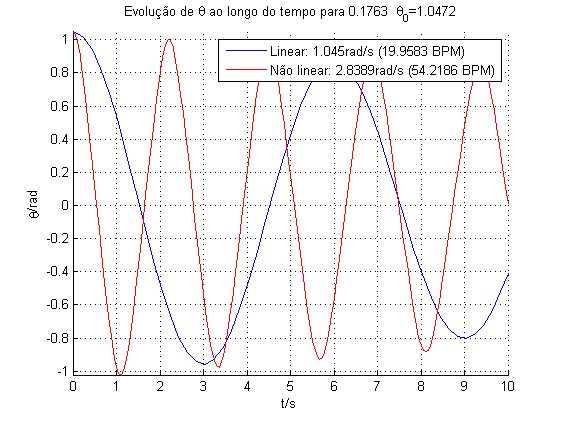 Evolução de θ ao longo do tempo para 0.1763 θ0=1.0472
Linear: 1.045rad/s (19.9583 BPM)
Não linear: 2.8389rad/s (54.2186 BPM)
1
0.8
0.6
0.4
0.2
0
-0.2
-0.4
-0.6
-0.8
-1
θ/rad
0 1 2 3 4 5 6 7 8 9 10
t/s